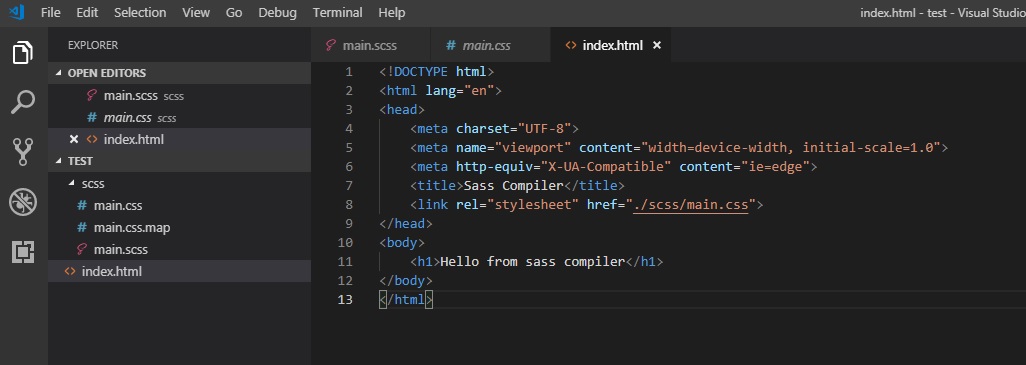 File Edit Selection View Go Debug Terminal Help index.html - test - Visual Studio
EXPLORER
OPEN EDITORS
main.scss scss
main.css scss
index.html
TEST
scss
main.css
main.css.map
main.scss
index.html
main.scss main.css index.html
1 <!DOCTYPE html>
2 <html lang="en">
3 <head>
4 <meta charset="UTF-8">
5 <meta name="viewport" content="width=device-width, initial-scale=1.0">
6 <meta http-equiv="X-UA-Compatible" content="ie=edge">
7 <title>Sass Compiler</title>
8 <link rel="stylesheet" href="./scss/main.css">
9 </head>
10 <body>
11 <h1>Hello from sass compiler</h1>
12 </body>
13 </html>